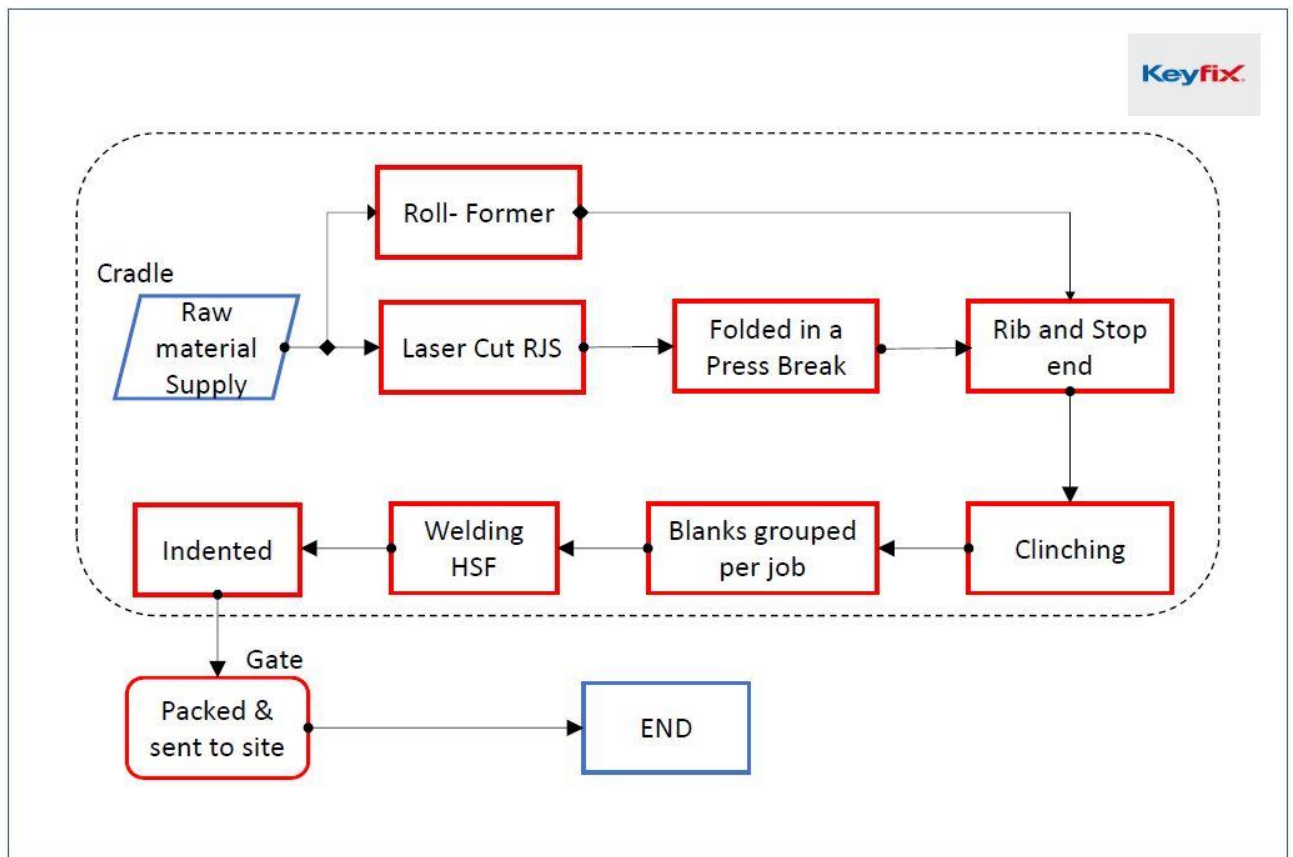 Keyfix
Roll- Former
Cradle
Raw
material
Supply
Laser Cut RJS
Folded in a
Press Break
Rib and Stop
end
Indented
Welding
HSF
Blanks grouped
per job
Clinching
Gate
Packed &
sent to site
END